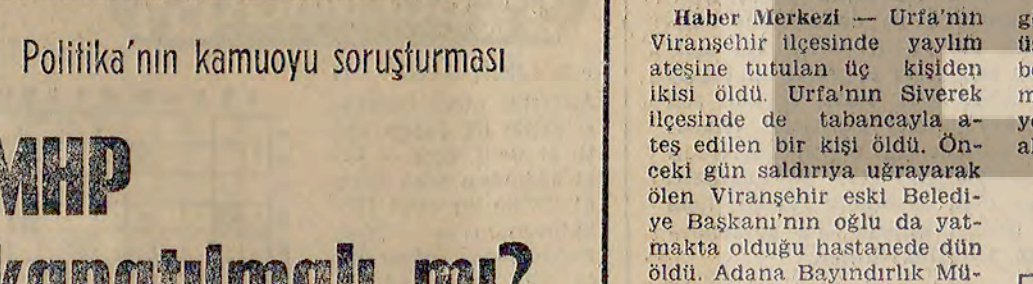 Politika'nın kamuoyu soruşturması
MHP
kapatılmalı mı?
Haber Merkezi — Urfa'nın
Viranşehir ilçesinde yaylım
ateşine tutulan üç kişiden
ikisi öldü. Urfa'nın Siverek
ilçesinde de tabancayla a-
teş edilen bir kişi öldü. Ön-
ceki gün saldırıya uğrayarak
ölen Viranşehir eski Beledi-
ye Başkanı'nın oğlu da yat-
makta olduğu hastanede dün
öldü. Adana Bayındırlık Mü-